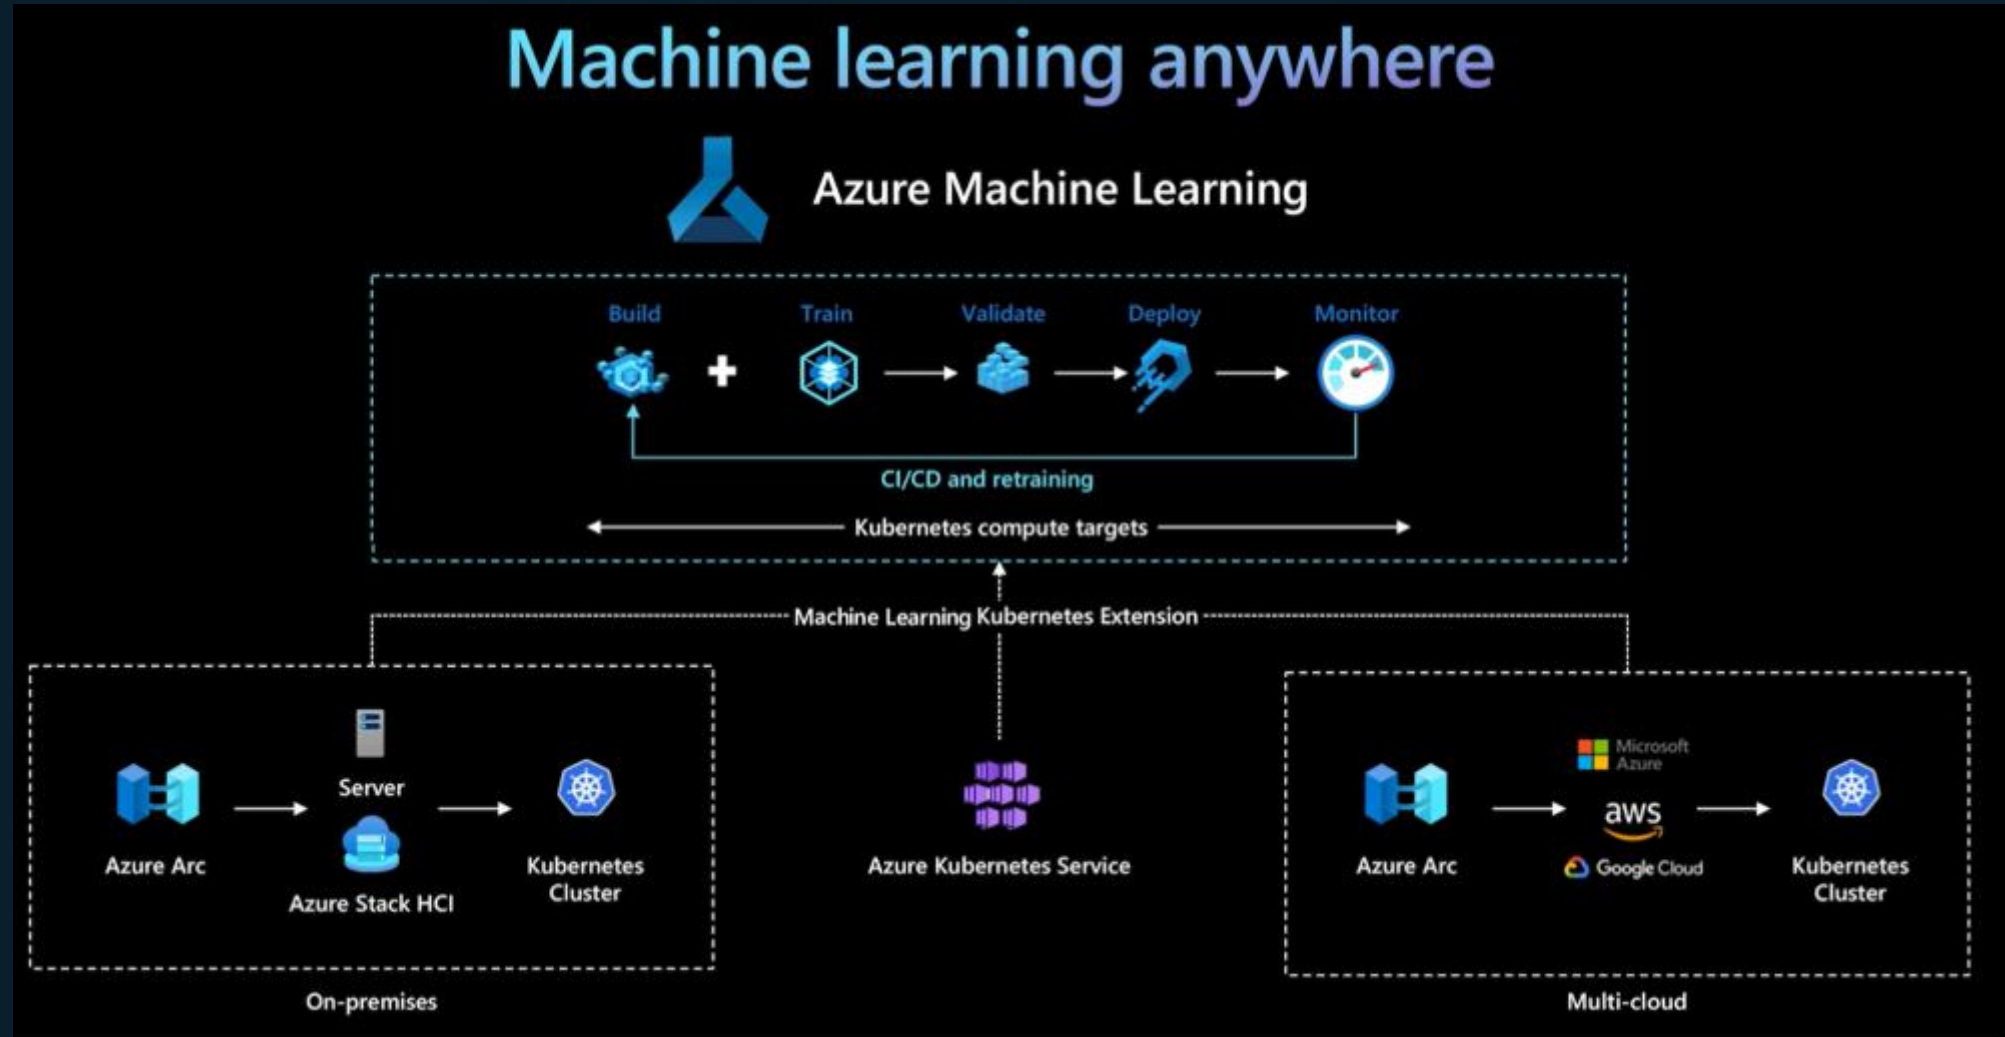 Machine learning anywhere
Azure Machine Learning
Build
Train
Validate
Deploy
Monitor
CI/CD and retraining
Kubernetes compute targets
Machine Learning Kubernetes Extension
Server
Azure Arc
Azure Stack HCI
Kubernetes
Cluster
On-premises
Azure Kubernetes Service
Azure Arc
Microsoft
Azure
aws
Google Cloud
Kubernetes
Cluster
Multi-cloud